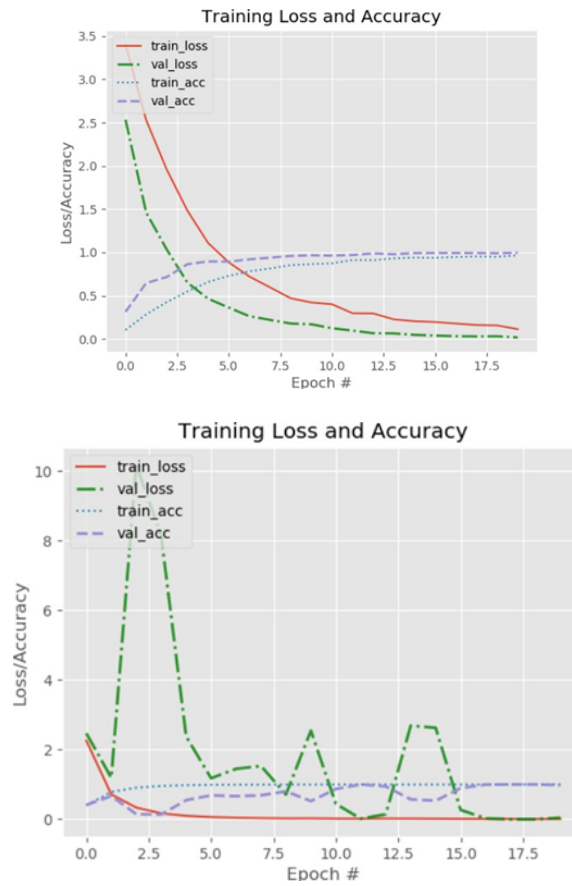 Training Loss and Accuracy
3.5
3.0
2.5
2.0
1.5
1.0
0.5
0.0
train_loss
val_loss
train_acc
val_acc
Loss/Accuracy
0.0 2.5 5.0 7.5 10.0 12.5 15.0 17.5
Epoch #
Training Loss and Accuracy
10
8
6
4
2
0
train_loss
val_loss
train_acc
val_acc
Loss/Accuracy
0.0 2.5 5.0 7.5 10.0 12.5 15.0 17.5
Epoch #